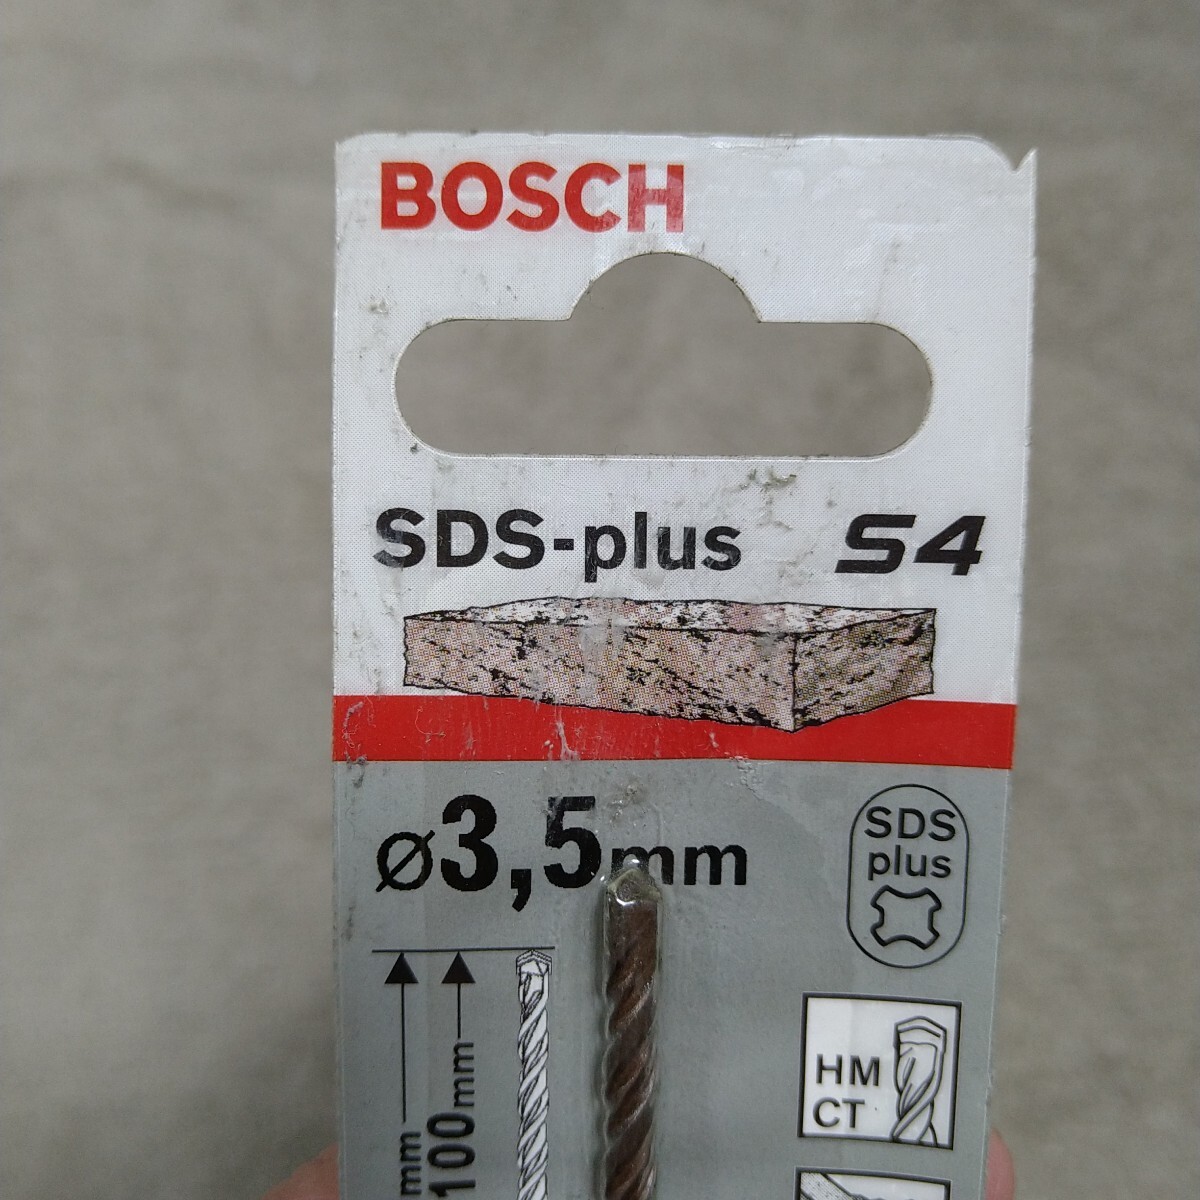 BOSCH
SDS-plus S4
ø3,5mm
SDS
plus
100mm
mm
HM
CT